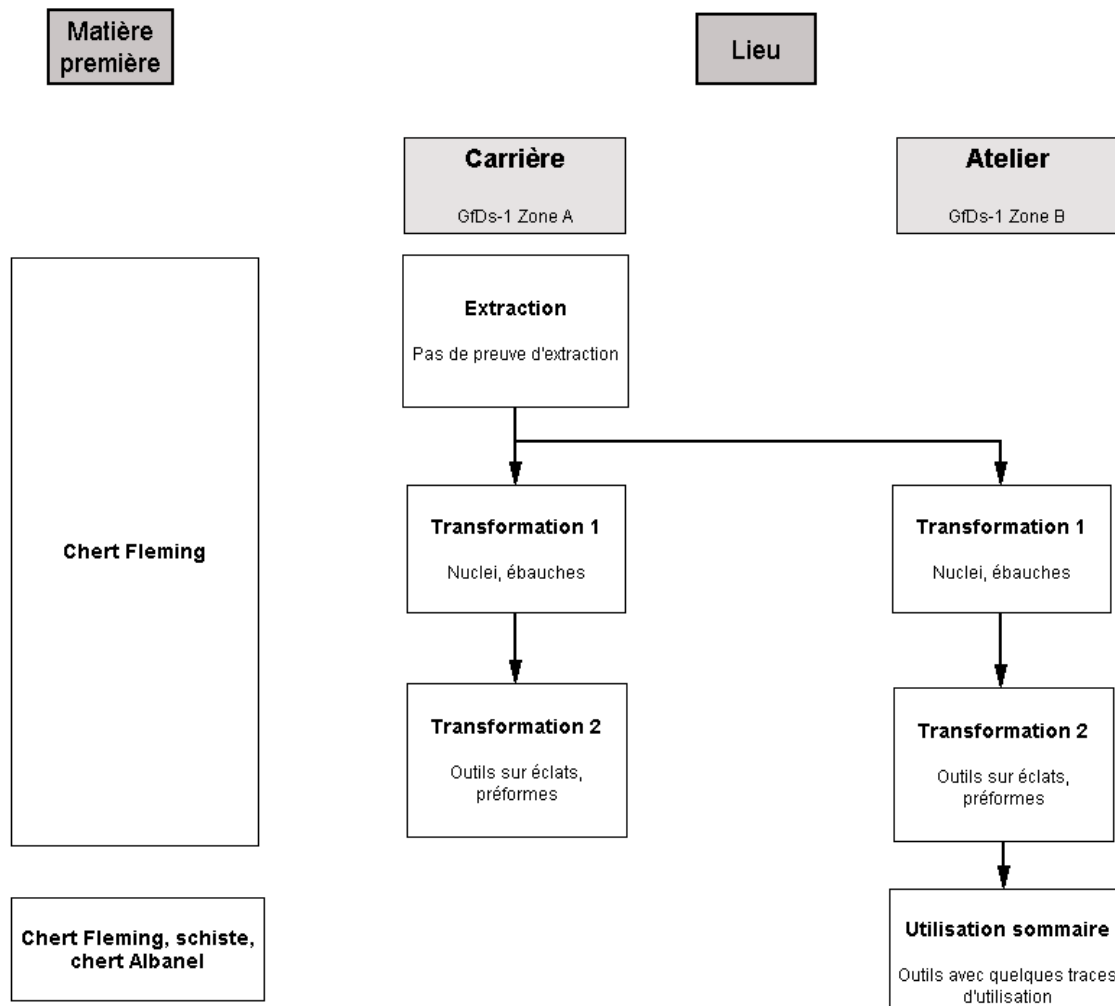 Matière
première
Lieu
Carrière
GfDs-1 Zone A
Atelier
GfDs-1 Zone B
Chert Fleming
Extraction
Pas de preuve d'extraction
Transformation 1
Nuclei, ébauches
Transformation 1
Nuclei, ébauches
Transformation 2
Outils sur éclats,
préformes
Transformation 2
Outils sur éclats,
préformes
Chert Fleming, schiste,
chert Albanel
Utilisation sommaire
Outils avec quelques traces
d'utilisation